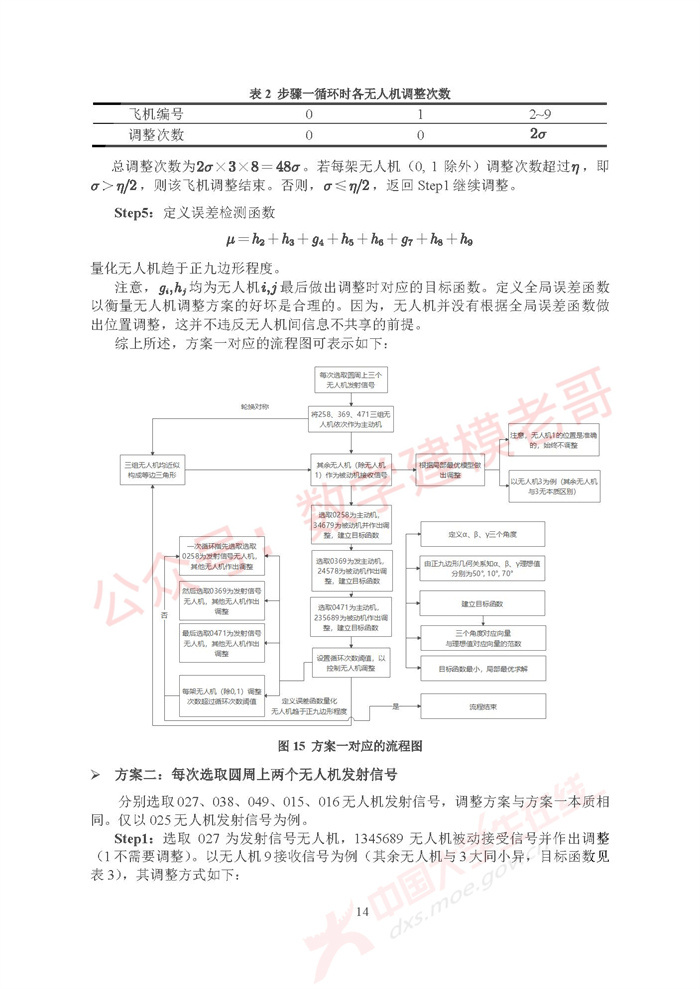 表 2 步骤一循环时各无人机调整次数
飞机编号 0 1 2~9
调整次数 0 0 2σ
总调整次数为2σ×3×8=48σ。若每架无人机（0, 1 除外）调整次数超过η，即
σ>η/2，则该飞机调整结束。否则，σ≤η/2，返回 Step1 继续调整。
Step5：定义误差检测函数
μ=h₂+h₃+g₄+h₅+h₆+g₇+h₈+h₉
量化无人机趋于正九边形程度。
注意，gᵢ,hⱼ 均为无人机i,j 最后做出调整时对应的目标函数。定义全局误差函数
以衡量无人机调整方案的好坏是合理的。因为，无人机并没有根据全局误差函数做
出位置调整，这并不违反无人机间信息不共享的前提。
综上所述，方案一对应的流程图可表示如下：
每次选取圆周上三个
无人机发射信号
轮换对称
将258、369、471三组无
人机依次作为主动机
注意，无人机1的位置是准确
的，始终不调整
三组无人机均近似
构成等边三角形
其余无人机（除无人机
1）作为被动机接收信号
根据局部最优模型做
出调整
以无人机3为例（其余无人机
与3无本质区别）
选取0258为主动机，
34679为被动机并作出调
整，建立目标函数
定义α、β、γ三个角度
一次循环指先选取选取
0258为发射信号无人机，
其他无人机作出调整
选取0369为发主动机，
24578为被动机作出调
整，建立目标函数
由正九边形几何关系知α、β、γ理想值
分别为50°, 10°, 70°
然后选取0369为发射信号
无人机，其他无人机作出
调整
选取0471为主动机，
235689为被动机作出调
整，建立目标函数
建立目标函数
否
最后选取0471为发射信号
无人机，其他无人机作出
调整
三个角度对应向量
与理想值对应向量的范数
设置循环次数阈值，以
控制无人机调整
目标函数最小，局部最优求解
每架无人机（除0,1）调整
次数超过循环次数阈值
定义误差函数量化
无人机趋于正九边形程度
是
流程结束
图 15 方案一对应的流程图
➢ 方案二：每次选取圆周上两个无人机发射信号
分别选取 027、038、049、015、016 无人机发射信号，调整方案与方案一本质相
同。仅以 025 无人机发射信号为例。
Step1：选取 027 为发射信号无人机，1345689 无人机被动接受信号并作出调整
（1 不需要调整）。以无人机 9 接收信号为例（其余无人机与 3 大同小异，目标函数见
表 3），其调整方式如下：
14
公众号：数学建模老哥
中国大学生在线
dxs.moe.gov.cn